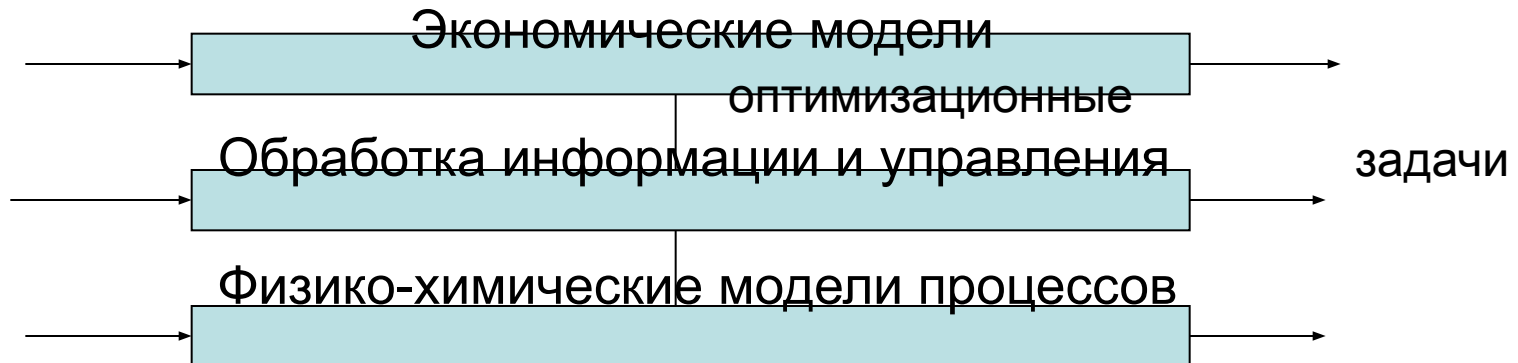 Экономические модели
оптимизационные
Обработка информации и управления
задачи
Физико-химические модели процессов